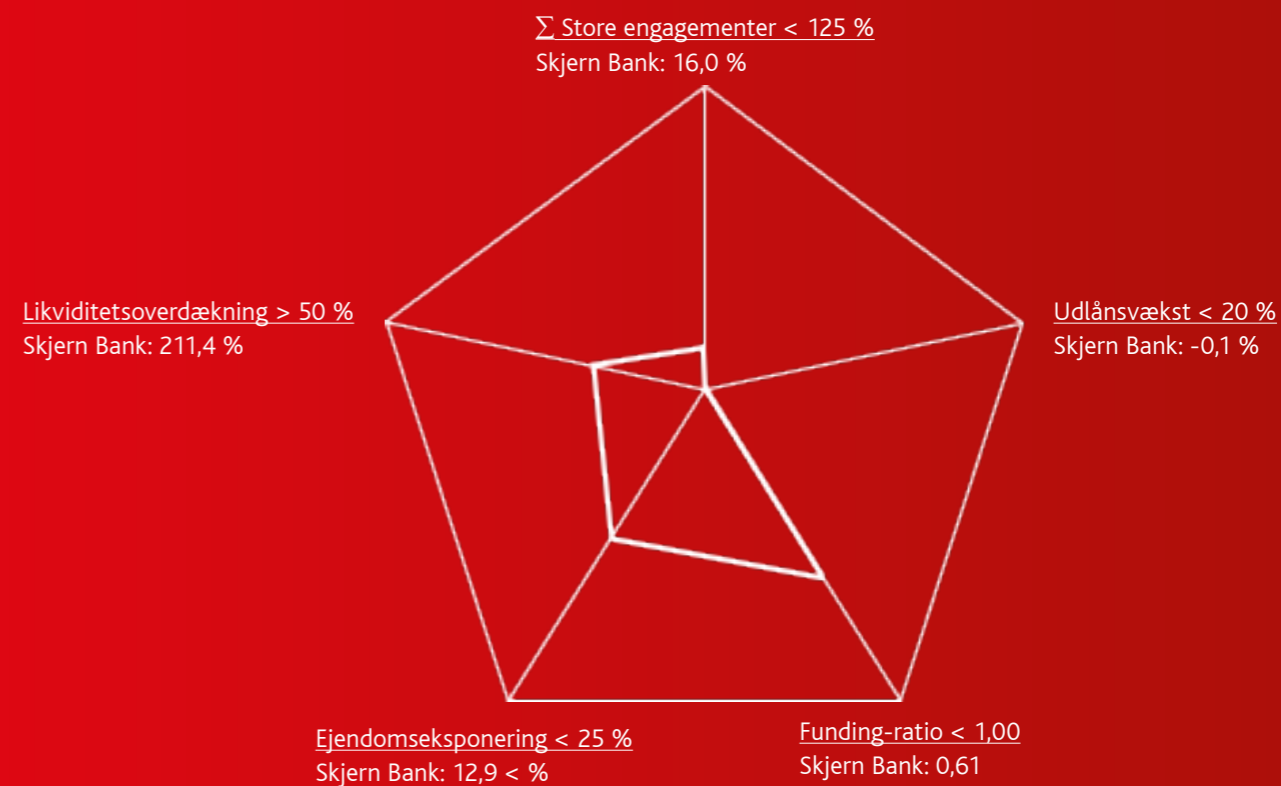 ∑ Store engagementer < 125 %
Skjern Bank: 16,0 %
Likviditetsoverdækning > 50 %
Skjern Bank: 211,4 %
Udlånsvækst < 20 %
Skjern Bank: -0,1 %
Ejendomseksponering < 25 %
Skjern Bank: 12,9 < %
Funding-ratio < 1,00
Skjern Bank: 0,61